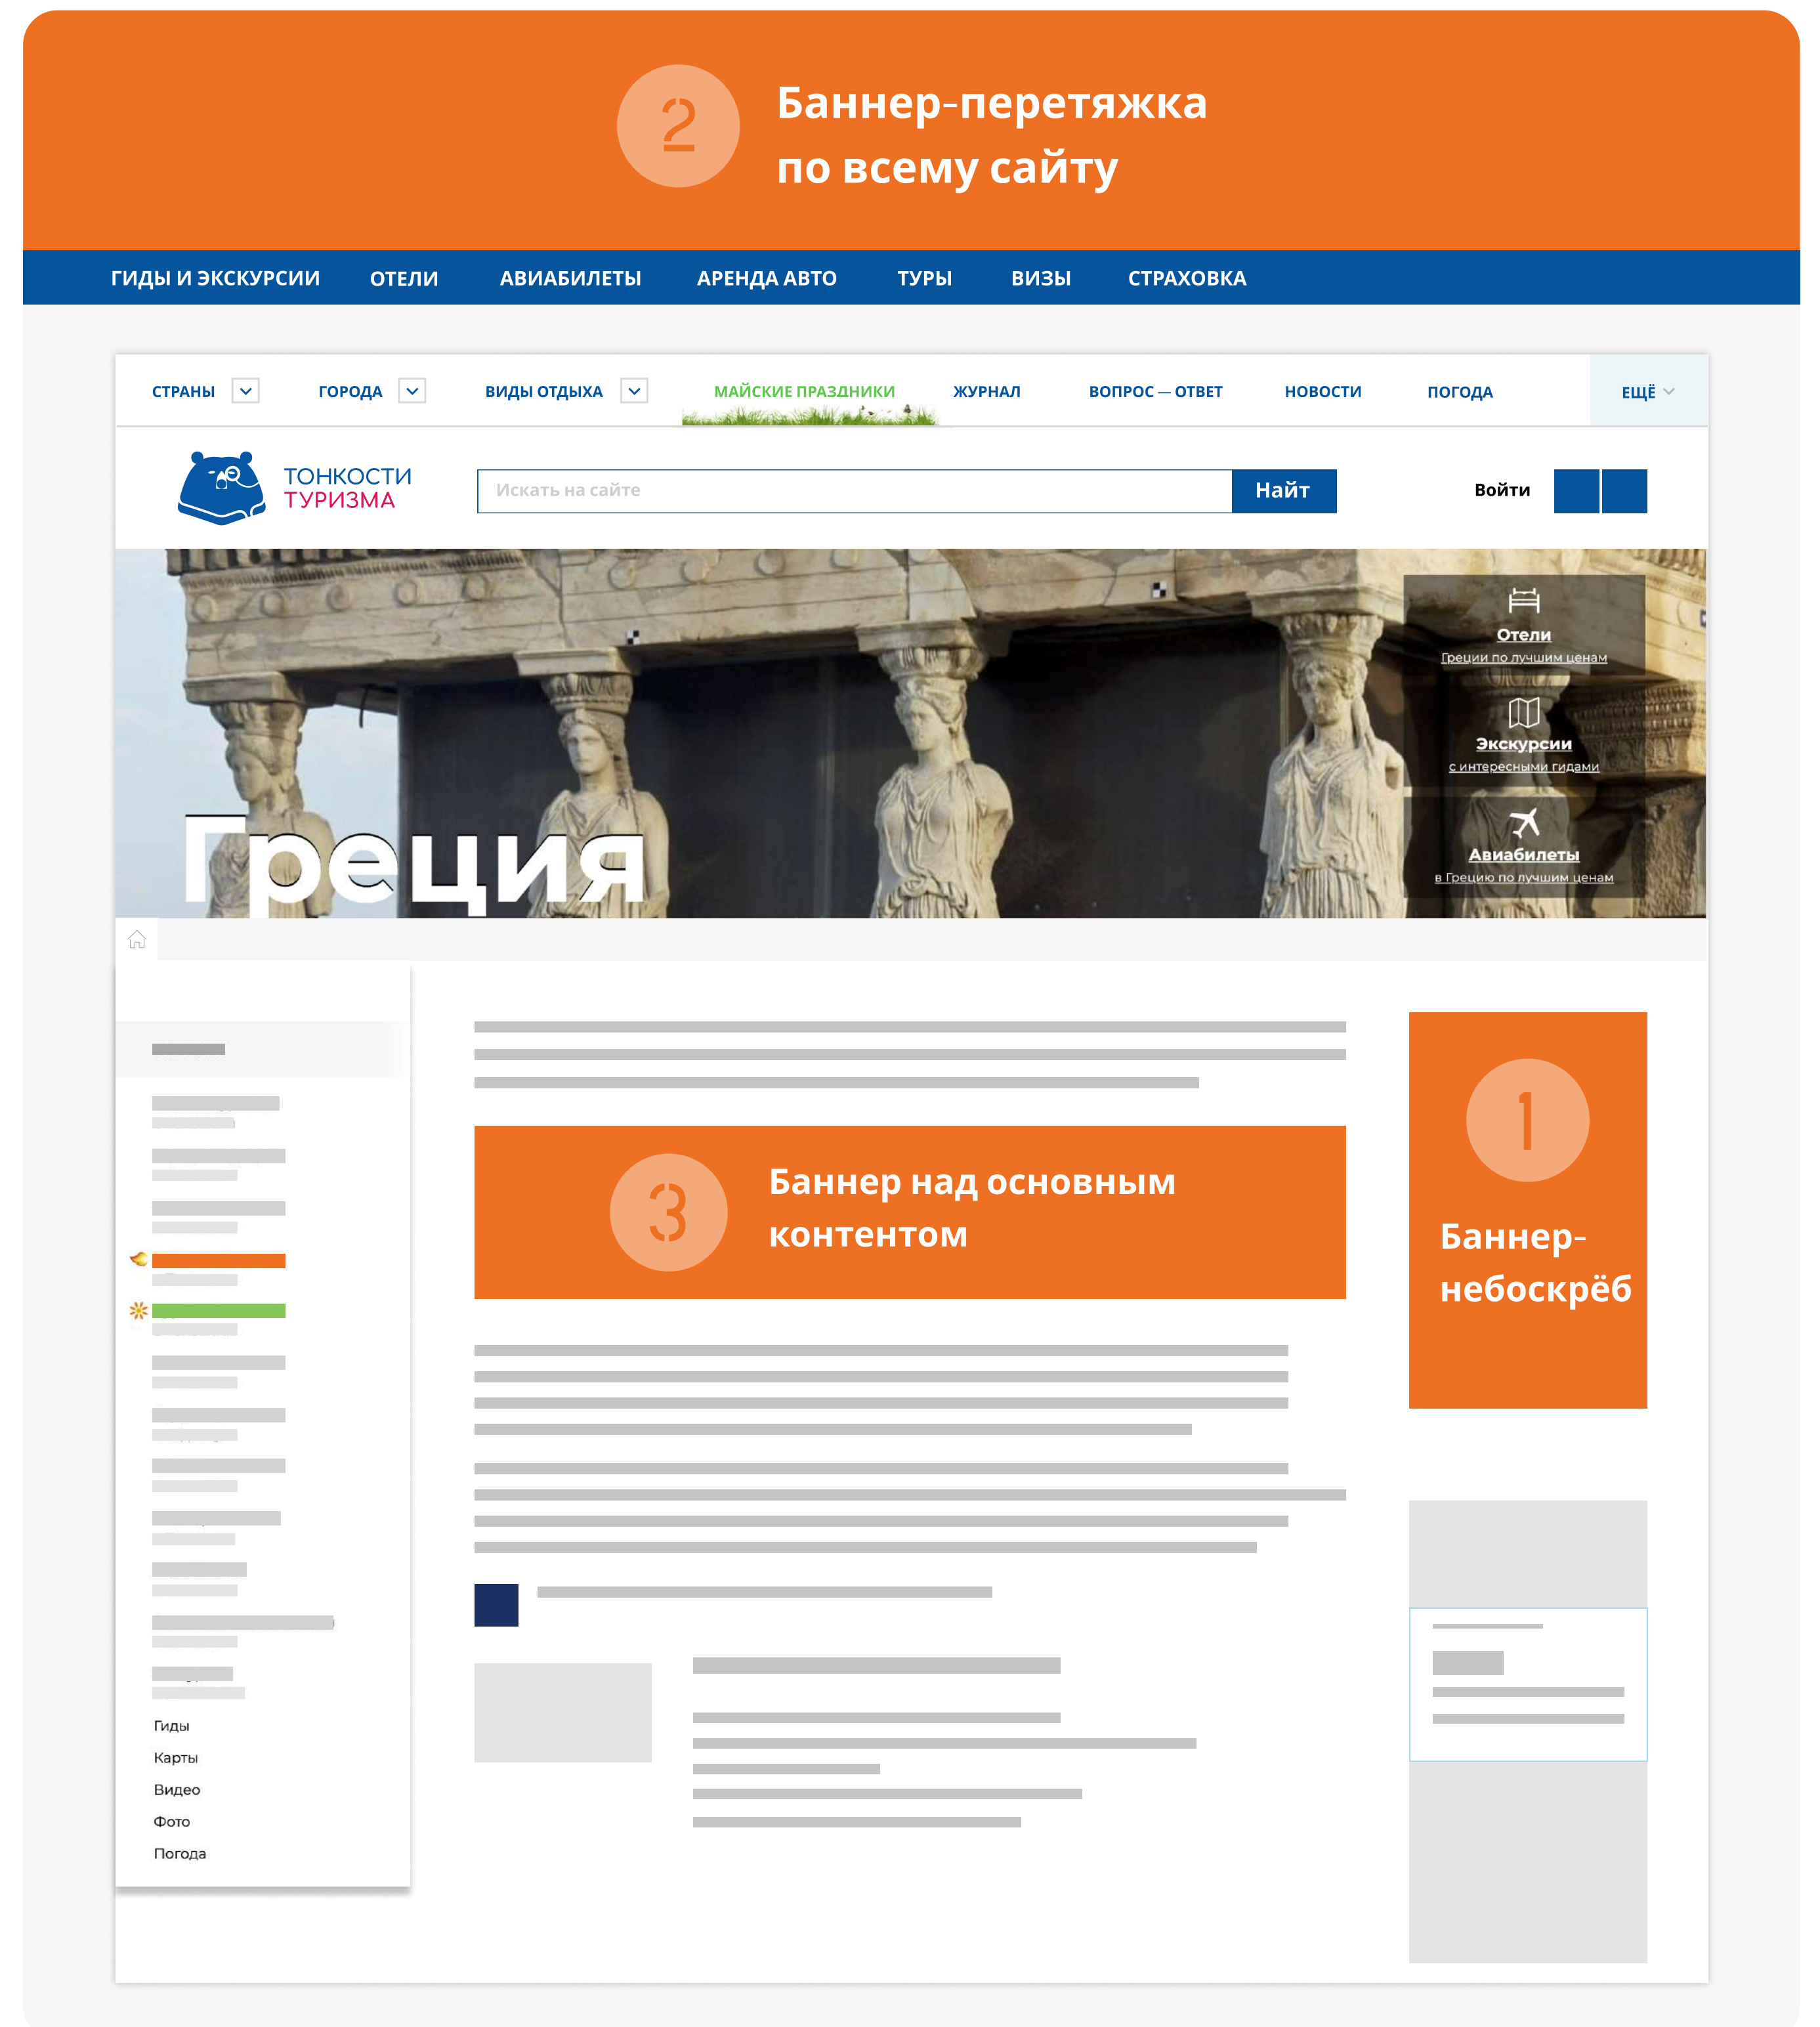 2
Баннер-перетяжка
по всему сайту
ГИДЫ И ЭКСКУРСИИ ОТЕЛИ АВИАБИЛЕТЫ АРЕНДА АВТО ТУРЫ ВИЗЫ СТРАХОВКА
СТРАНЫ ГОРОДА ВИДЫ ОТДЫХА МАЙСКИЕ ПРАЗДНИКИ ЖУРНАЛ ВОПРОС — ОТВЕТ НОВОСТИ ПОГОДА ЕЩЁ
ТОНКОСТИ
ТУРИЗМА
Искать на сайте
Найт
Войти
Отели
Греции по лучшим ценам
Экскурсии
с интересными гидами
Авиабилеты
в Грецию по лучшим ценам
Греция
1
Баннер-
небоскрёб
3
Баннер над основным
контентом
Гиды
Карты
Видео
Фото
Погода